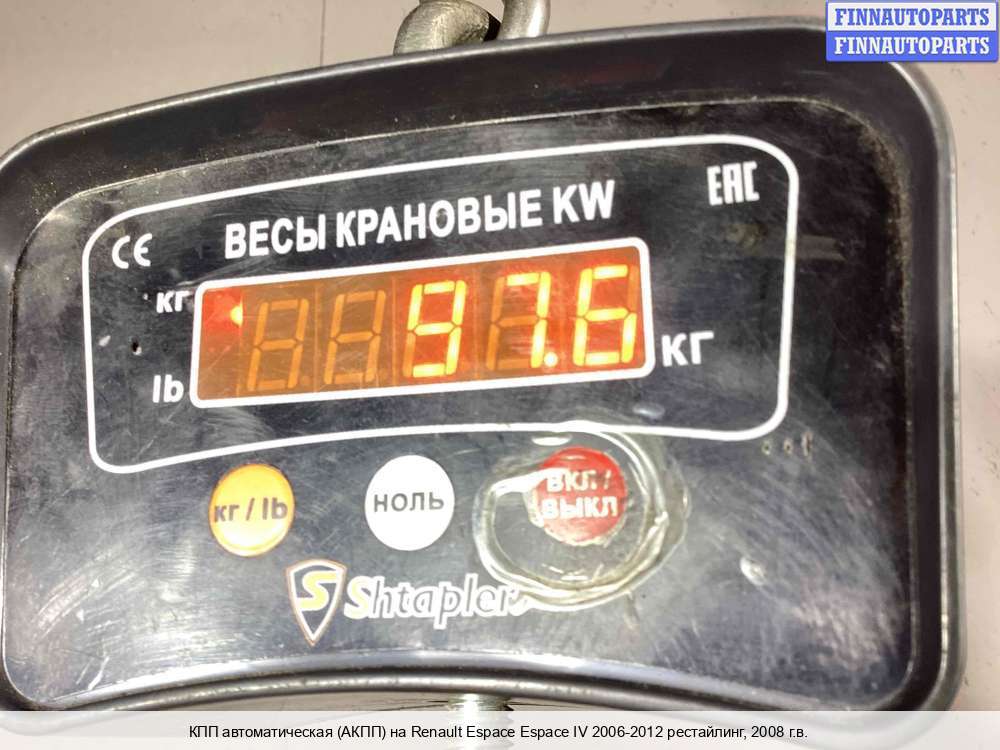 FINNAUTOPARTS
FINNAUTOPARTS
CE
EAC
ВЕСЫ КРАНОВЫЕ KW
кг
97.6
lb
кг
кг / lb
НОЛЬ
ВКЛ /
ВЫКЛ
S Shtapler
КПП автоматическая (АКПП) на Renault Espace Espace IV 2006-2012 рестайлинг, 2008 г.в.